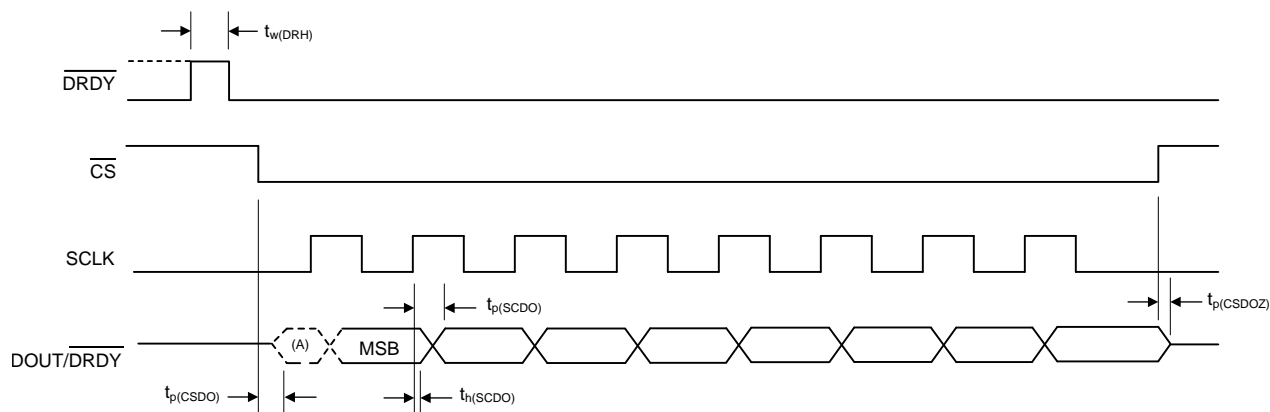 tw(DRH)
DRDY
CS
SCLK
tp(SCDO)
tp(CSDOZ)
(A)
MSB
DOUT/DRDY
tp(CSDO)
th(SCDO)